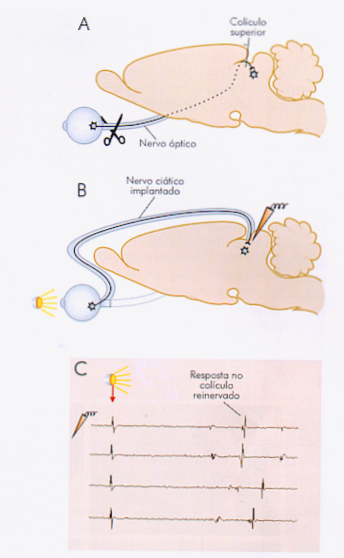 A
Colículo
superior
Nervo óptico
B
Nervo ciático
implantado
C
Resposta no
colículo
reinervado